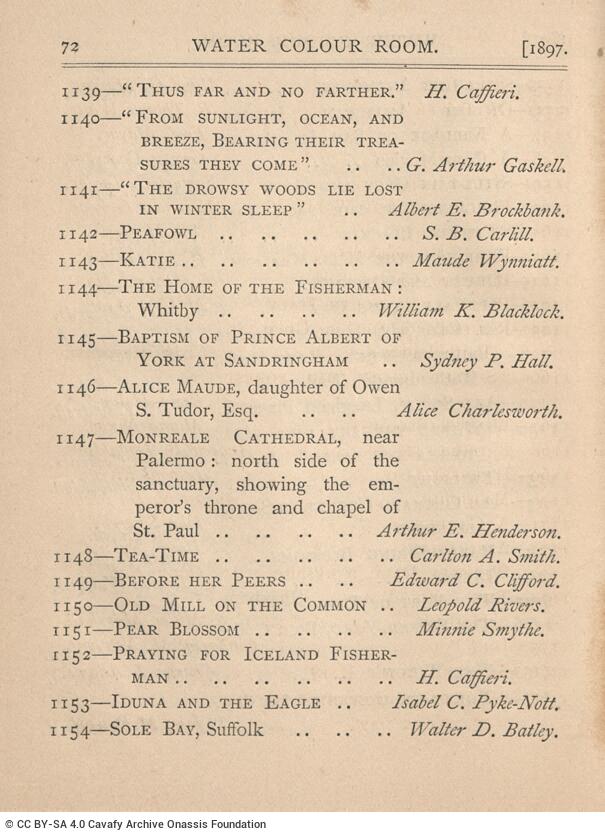 72 WATER COLOUR ROOM. [1897.
1139—“THUS FAR AND NO FARTHER.” H. Caffieri.
1140—“FROM SUNLIGHT, OCEAN, AND
BREEZE, BEARING THEIR TREA-
SURES THEY COME” .. .. G. Arthur Gaskell.
1141—“THE DROWSY WOODS LIE LOST
IN WINTER SLEEP” .. Albert E. Brockbank.
1142—PEAFOWL .. .. .. .. .. S. B. Carlill.
1143—KATIE .. .. .. .. .. .. Maude Wynniatt.
1144—THE HOME OF THE FISHERMAN :
Whitby .. .. .. .. William K. Blacklock.
1145—BAPTISM OF PRINCE ALBERT OF
YORK AT SANDRINGHAM .. Sydney P. Hall.
1146—ALICE MAUDE, daughter of Owen
S. Tudor, Esq. .. .. Alice Charlesworth.
1147—MONREALE CATHEDRAL, near
Palermo : north side of the
sanctuary, showing the em-
peror's throne and chapel of
St. Paul .. .. .. .. Arthur E. Henderson.
1148—TEA-TIME .. .. .. .. .. Carlton A. Smith.
1149—BEFORE HER PEERS .. .. Edward C. Clifford.
1150—OLD MILL ON THE COMMON .. Leopold Rivers.
1151—PEAR BLOSSOM .. .. .. .. Minnie Smythe.
1152—PRAYING FOR ICELAND FISHER-
MAN .. .. .. .. .. .. H. Caffieri.
1153—IDUNA AND THE EAGLE .. Isabel C. Pyke-Nott.
1154—SOLE BAY, Suffolk .. .. .. Walter D. Batley.
© CC BY-SA 4.0 Cavafy Archive Onassis Foundation